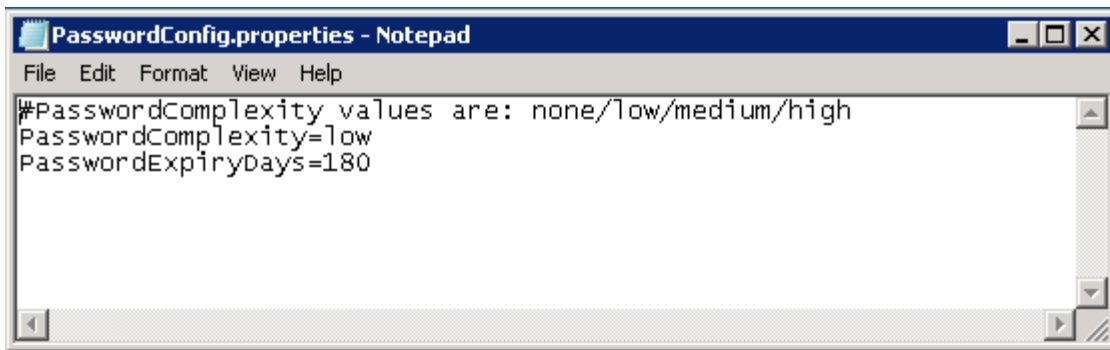 PasswordConfig.properties - Notepad
File Edit Format View Help
#PasswordComplexity values are: none/low/medium/high
PasswordComplexity=low
PasswordExpiryDays=180